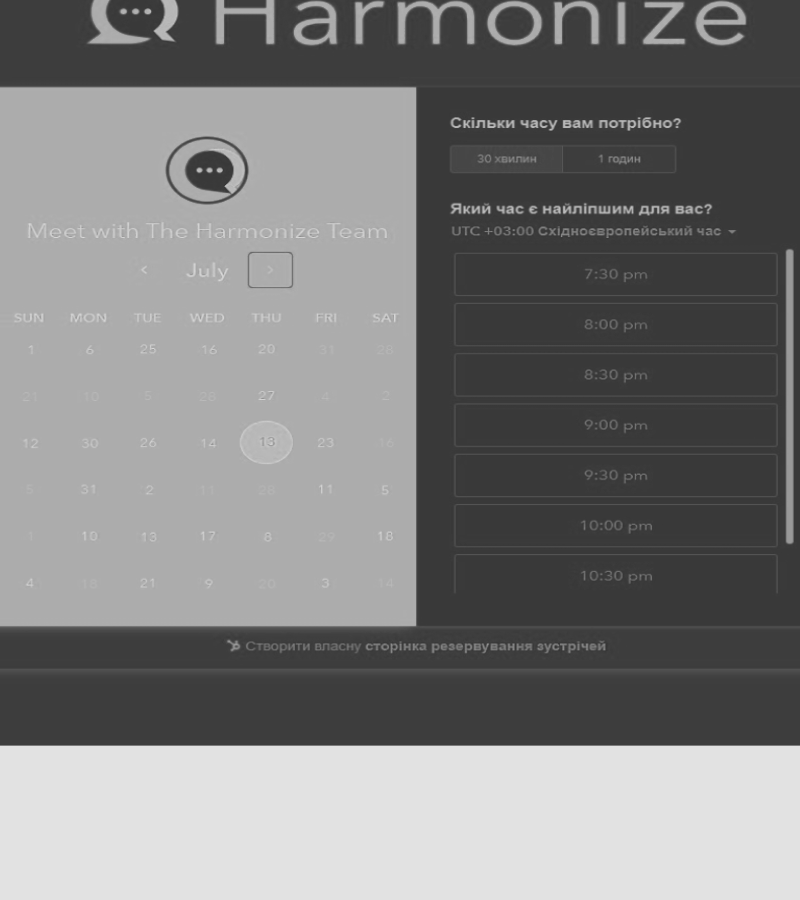 Harmonize
Meet with The Harmonize Team
July
SUN MON TUE WED THU FRI SAT
1 6 25 16 20 31
21 10 5 28 27 4 2
12 30 26 14 13 23 16
5 31 2 11 28 11 5
1 10 13 17 8 29 18
4 18 21 9 20 3 14
Скільки часу вам потрібно?
30 хвилин 1 годин
Який час є найліпшим для вас?
UTC +03:00 Східноєвропейський час
7:30 pm
8:00 pm
8:30 pm
9:00 pm
9:30 pm
10:00 pm
10:30 pm
Створити власну сторінка резервування зустрічей